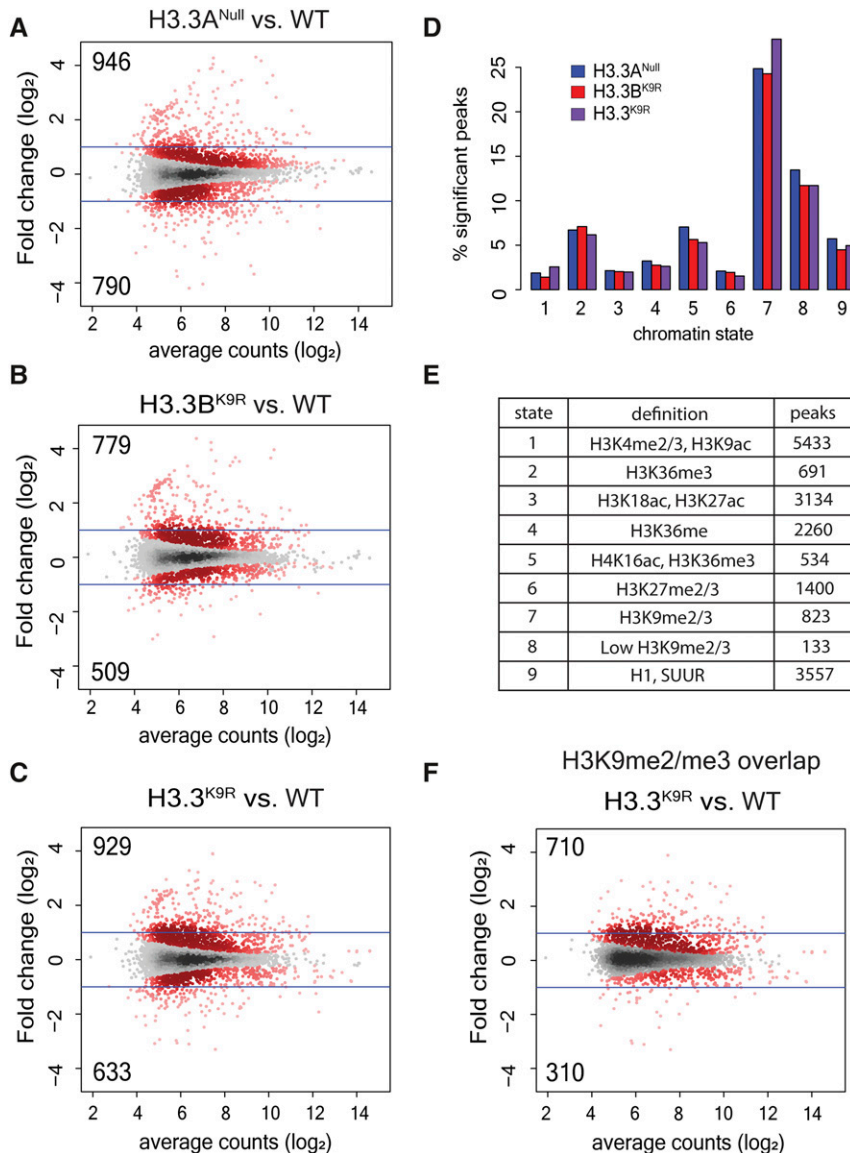 A
H3.3A^Null vs. WT
946
790
Fold change (log₂)
4
2
0
−2
−4
2 4 6 8 10 12 14
average counts (log₂)
B
H3.3B^K9R vs. WT
779
509
Fold change (log₂)
4
2
0
−2
−4
2 4 6 8 10 12 14
average counts (log₂)
C
H3.3^K9R vs. WT
929
633
Fold change (log₂)
4
2
0
−2
−4
2 4 6 8 10 12 14
average counts (log₂)
D
H3.3A^Null
H3.3B^K9R
H3.3^K9R
% significant peaks
25
20
15
10
5
0
1 2 3 4 5 6 7 8 9
chromatin state
E
state definition peaks
1 H3K4me2/3, H3K9ac 5433
2 H3K36me3 691
3 H3K18ac, H3K27ac 3134
4 H3K36me 2260
5 H4K16ac, H3K36me3 534
6 H3K27me2/3 1400
7 H3K9me2/3 823
8 Low H3K9me2/3 133
9 H1, SUUR 3557
F
H3K9me2/me3 overlap
H3.3^K9R vs. WT
710
310
Fold change (log₂)
4
2
0
−2
−4
2 4 6 8 10 12 14
average counts (log₂)